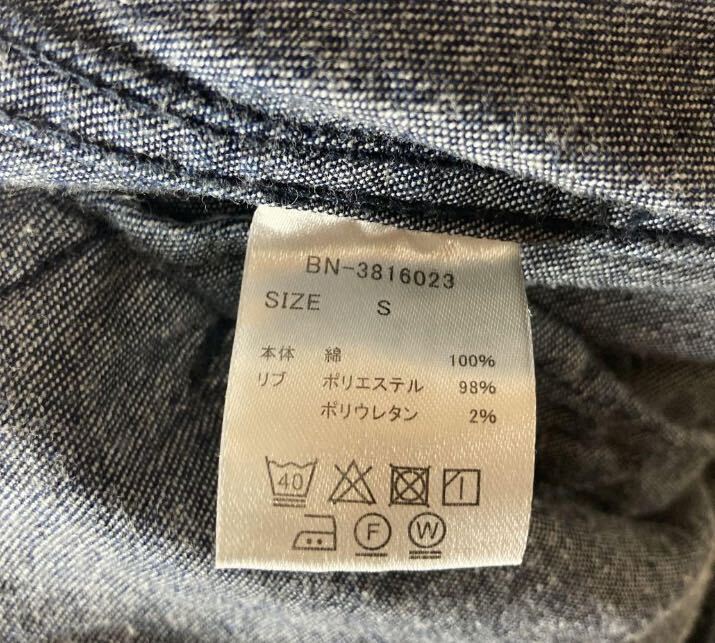 BN-3816023
SIZE S
本体 綿 100%
リブ ポリエステル 98%
ポリウレタン 2%
40
F W